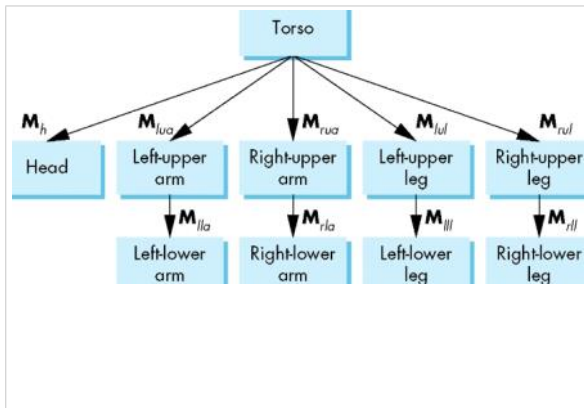 Torso
M_h M_lua M_rua M_lul M_rul
Head
Left-upper
arm
Right-upper
arm
Left-upper
leg
Right-upper
leg
M_lla M_rla M_lll M_rll
Left-lower
arm
Right-lower
arm
Left-lower
leg
Right-lower
leg